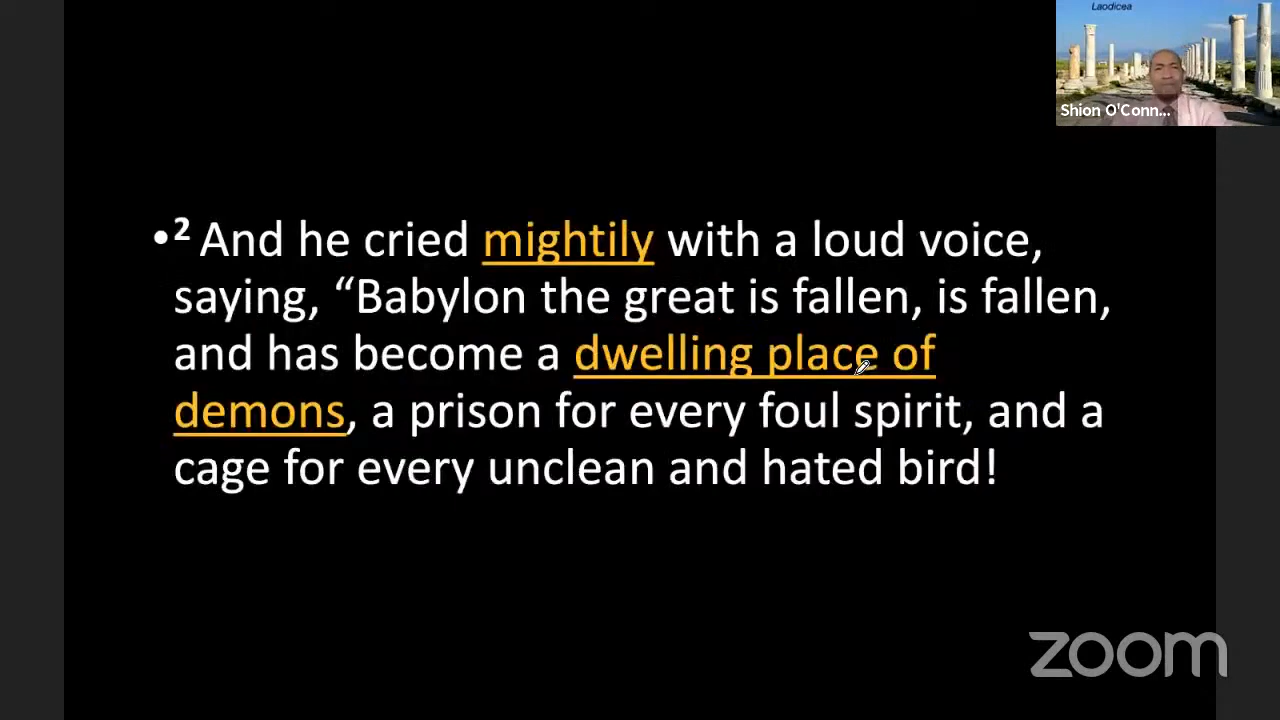 Laodicea
Shion O'Conn...
•2 And he cried mightily with a loud voice,
saying, “Babylon the great is fallen, is fallen,
and has become a dwelling place of
demons, a prison for every foul spirit, and a
cage for every unclean and hated bird!
zoom